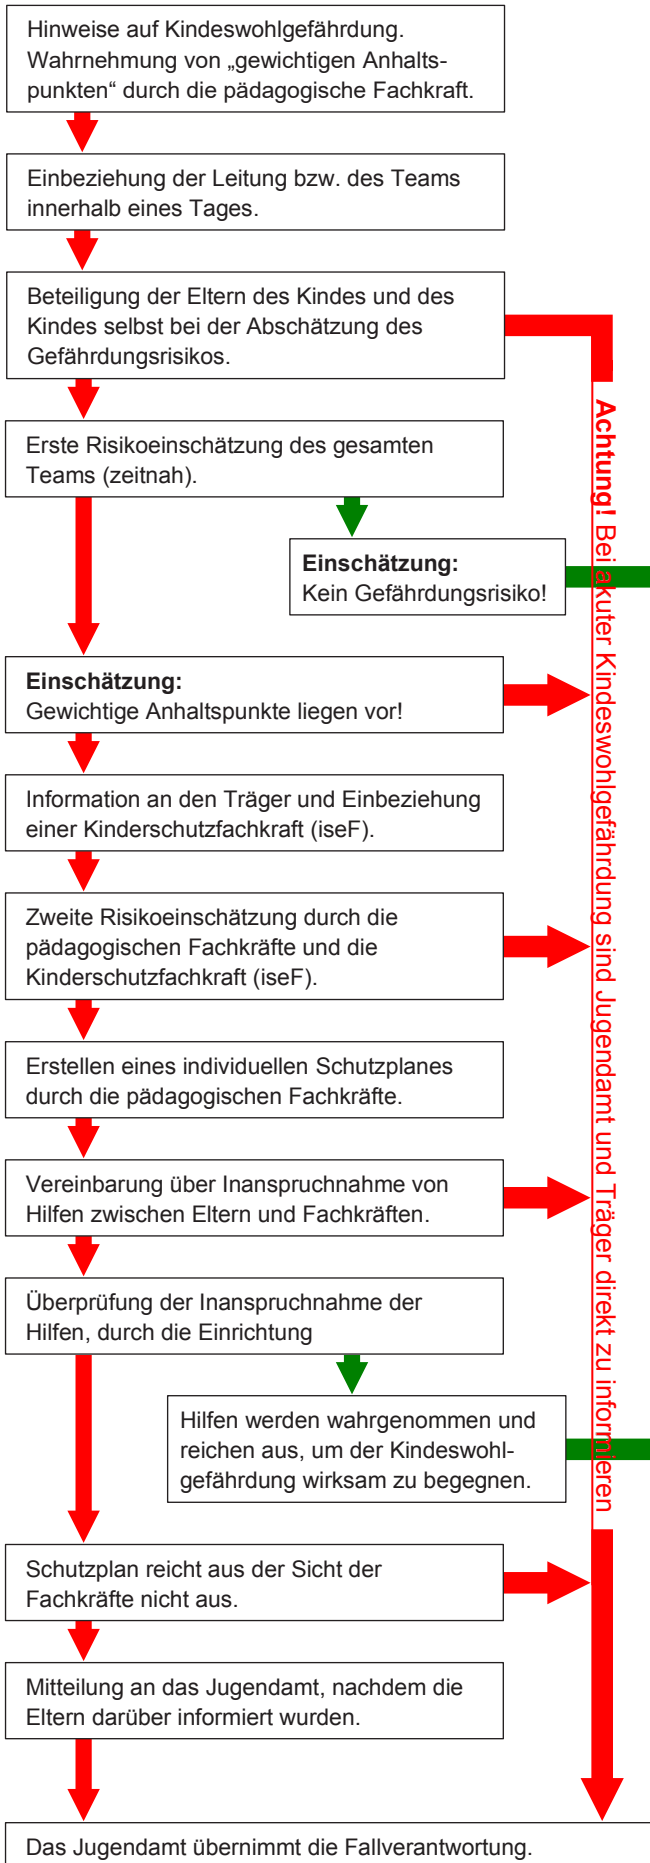 Hinweise auf Kindeswohlgefährdung.
Wahrnehmung von „gewichtigen Anhalts-
punkten“ durch die pädagogische Fachkraft.
Einbeziehung der Leitung bzw. des Teams
innerhalb eines Tages.
Beteiligung der Eltern des Kindes und des
Kindes selbst bei der Abschätzung des
Gefährdungsrisikos.
Erste Risikoeinschätzung des gesamten
Teams (zeitnah).
Einschätzung:
Kein Gefährdungsrisiko!
Einschätzung:
Gewichtige Anhaltspunkte liegen vor!
Information an den Träger und Einbeziehung
einer Kinderschutzfachkraft (iseF).
Zweite Risikoeinschätzung durch die
pädagogischen Fachkräfte und die
Kinderschutzfachkraft (iseF).
Erstellen eines individuellen Schutzplanes
durch die pädagogischen Fachkräfte.
Vereinbarung über Inanspruchnahme von
Hilfen zwischen Eltern und Fachkräften.
Überprüfung der Inanspruchnahme der
Hilfen, durch die Einrichtung
Hilfen werden wahrgenommen und
reichen aus, um der Kindeswohl-
gefährdung wirksam zu begegnen.
Schutzplan reicht aus der Sicht der
Fachkräfte nicht aus.
Mitteilung an das Jugendamt, nachdem die
Eltern darüber informiert wurden.
Das Jugendamt übernimmt die Fallverantwortung.
Achtung! Bei akuter Kindeswohlgefährdung sind Jugendamt und Träger direkt zu informieren